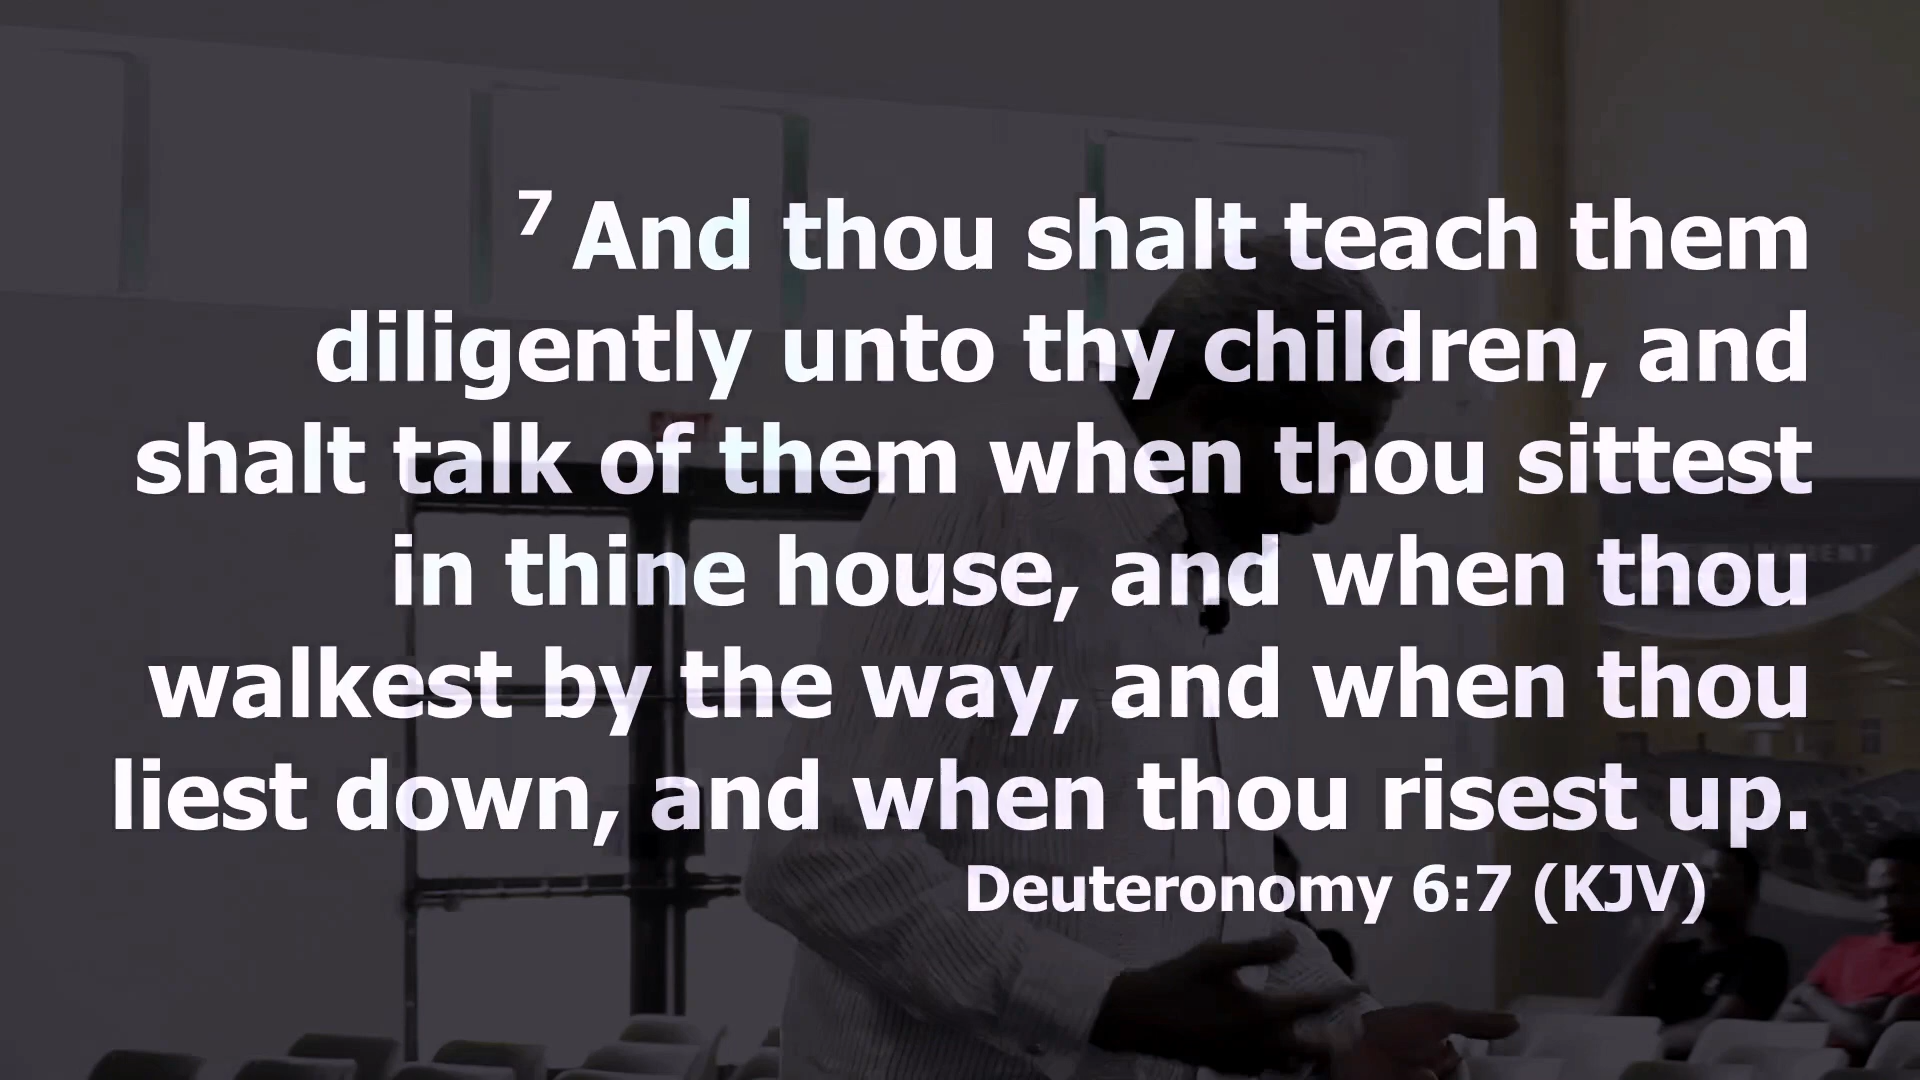 7 And thou shalt teach them
diligently unto thy children, and
shalt talk of them when thou sittest
in thine house, and when thou
walkest by the way, and when thou
liest down, and when thou risest up.
Deuteronomy 6:7 (KJV)